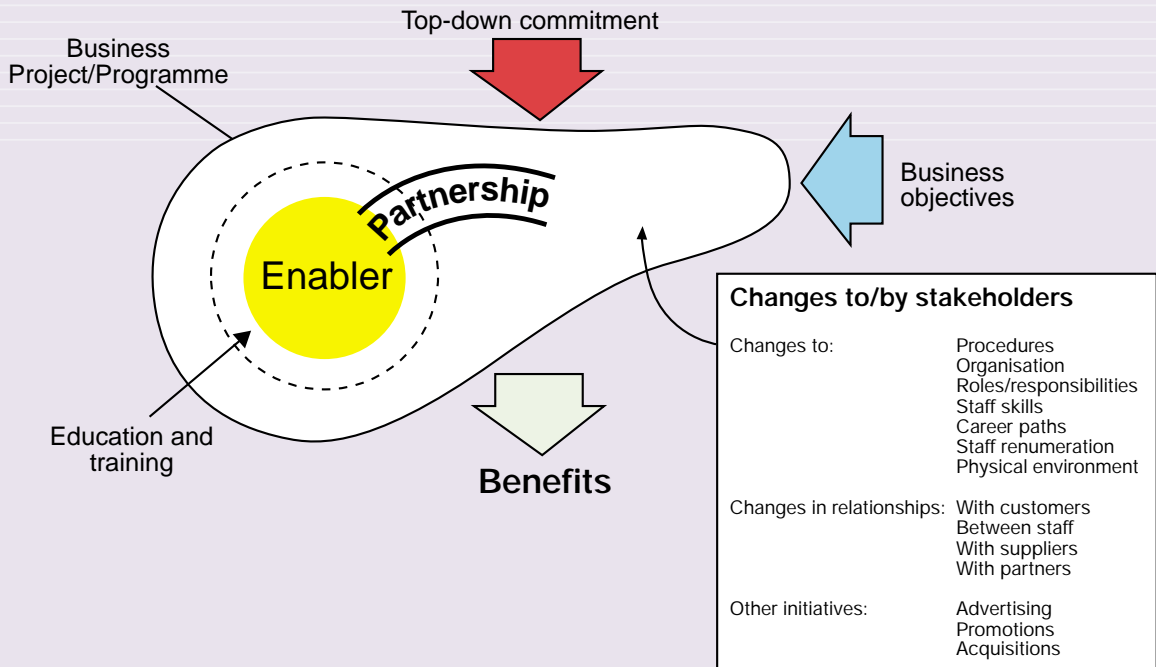 Top-down commitment
Business
Project/Programme
Business
objectives
Partnership
Enabler
Education and
training
Benefits
Changes to/by stakeholders
Changes to: Procedures
Organisation
Roles/responsibilities
Staff skills
Career paths
Staff renumeration
Physical environment
Changes in relationships: With customers
Between staff
With suppliers
With partners
Other initiatives: Advertising
Promotions
Acquisitions